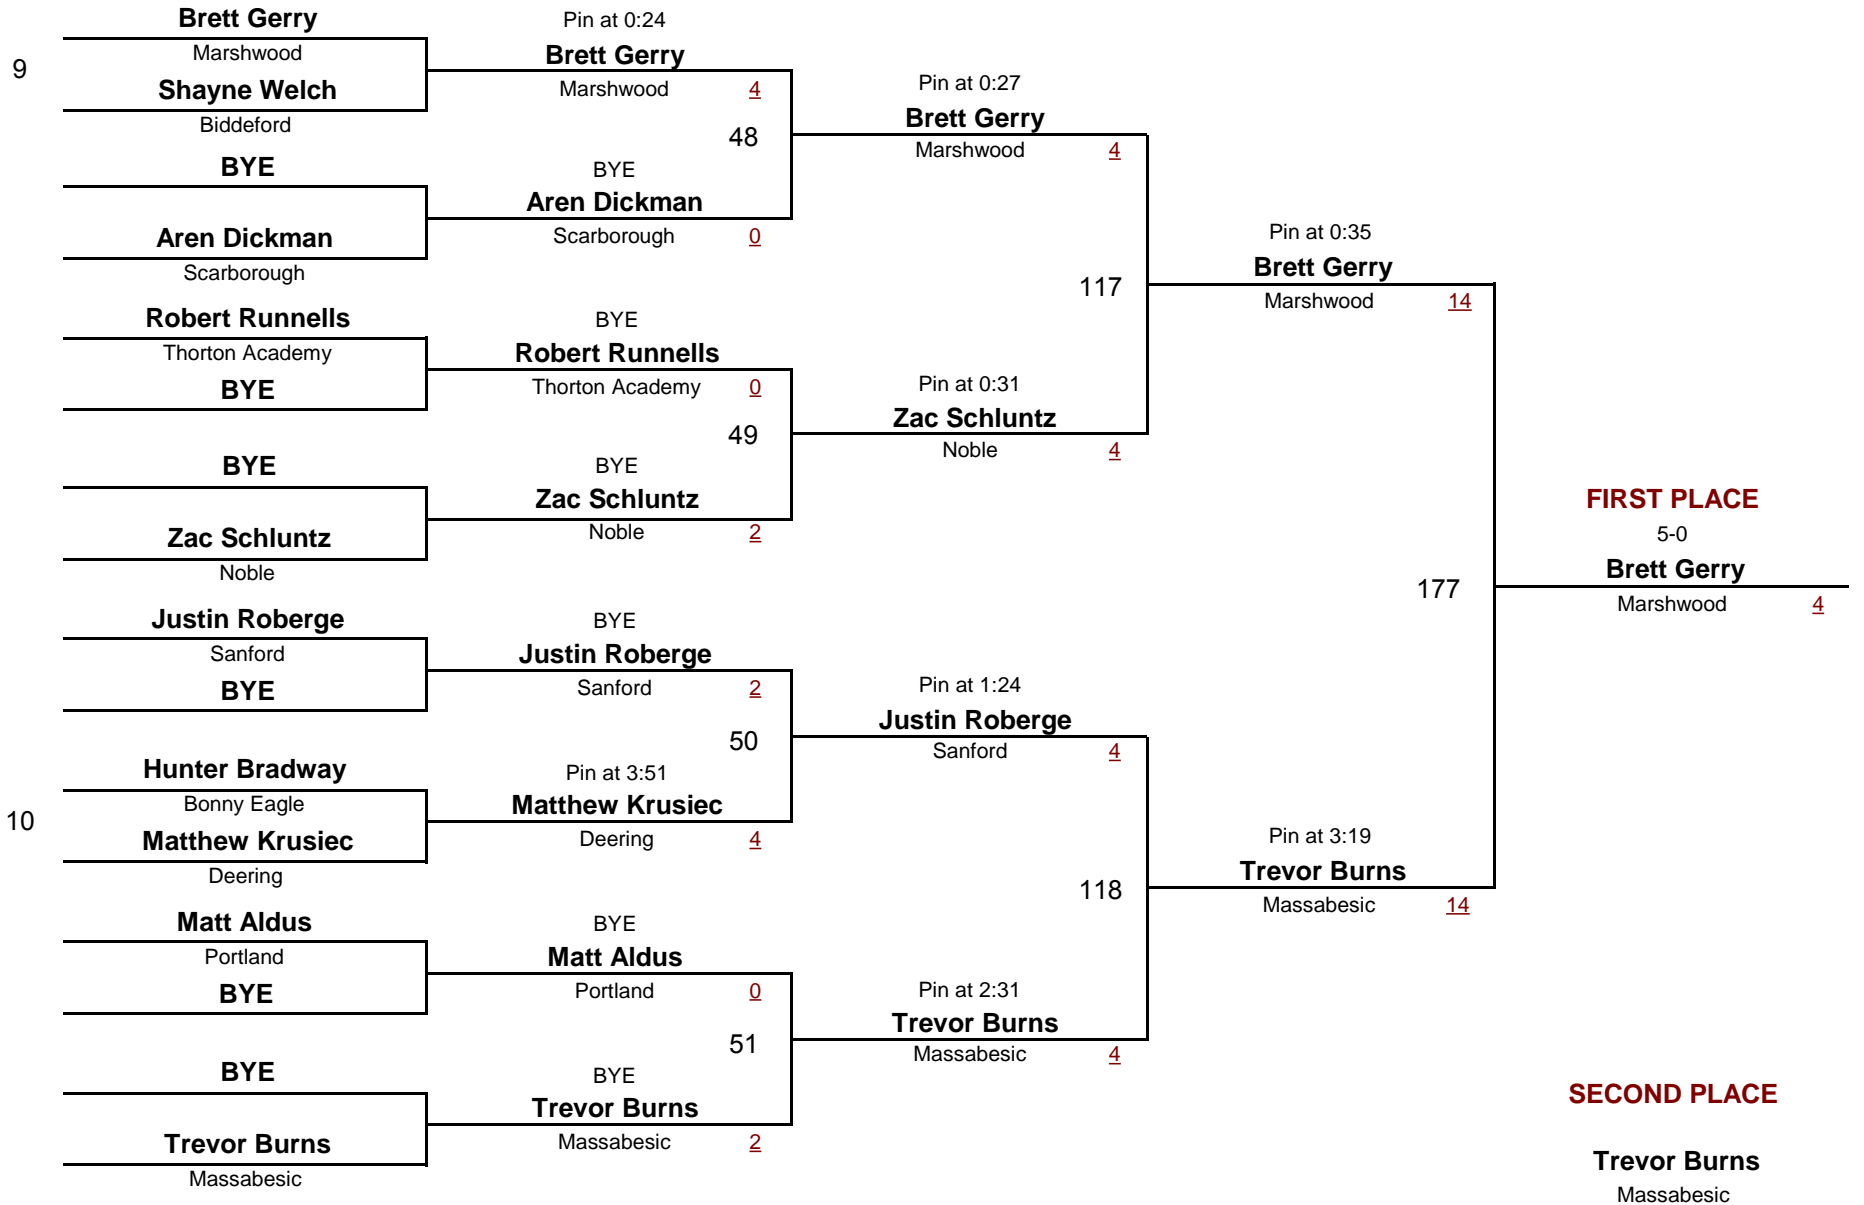 Brett Gerry
Marshwood
9
Shayne Welch
Biddeford
BYE
Aren Dickman
Scarborough
Robert Runnells
Thorton Academy
BYE
BYE
Zac Schluntz
Noble
Justin Roberge
Sanford
BYE
Hunter Bradway
Bonny Eagle
10
Matthew Krusiec
Deering
Matt Aldus
Portland
BYE
BYE
Trevor Burns
Massabesic
Pin at 0:24
Brett Gerry
Marshwood 4
48
BYE
Aren Dickman
Scarborough 0
BYE
Robert Runnells
Thorton Academy 0
49
BYE
Zac Schluntz
Noble 2
BYE
Justin Roberge
Sanford 2
50
Pin at 3:51
Matthew Krusiec
Deering 4
BYE
Matt Aldus
Portland 0
51
BYE
Trevor Burns
Massabesic 2
Pin at 0:27
Brett Gerry
Marshwood 4
117
Pin at 0:31
Zac Schluntz
Noble 4
Pin at 1:24
Justin Roberge
Sanford 4
118
Pin at 2:31
Trevor Burns
Massabesic 4
Pin at 0:35
Brett Gerry
Marshwood 14
177
Pin at 3:19
Trevor Burns
Massabesic 14
FIRST PLACE
5-0
Brett Gerry
Marshwood 4
SECOND PLACE
Trevor Burns
Massabesic